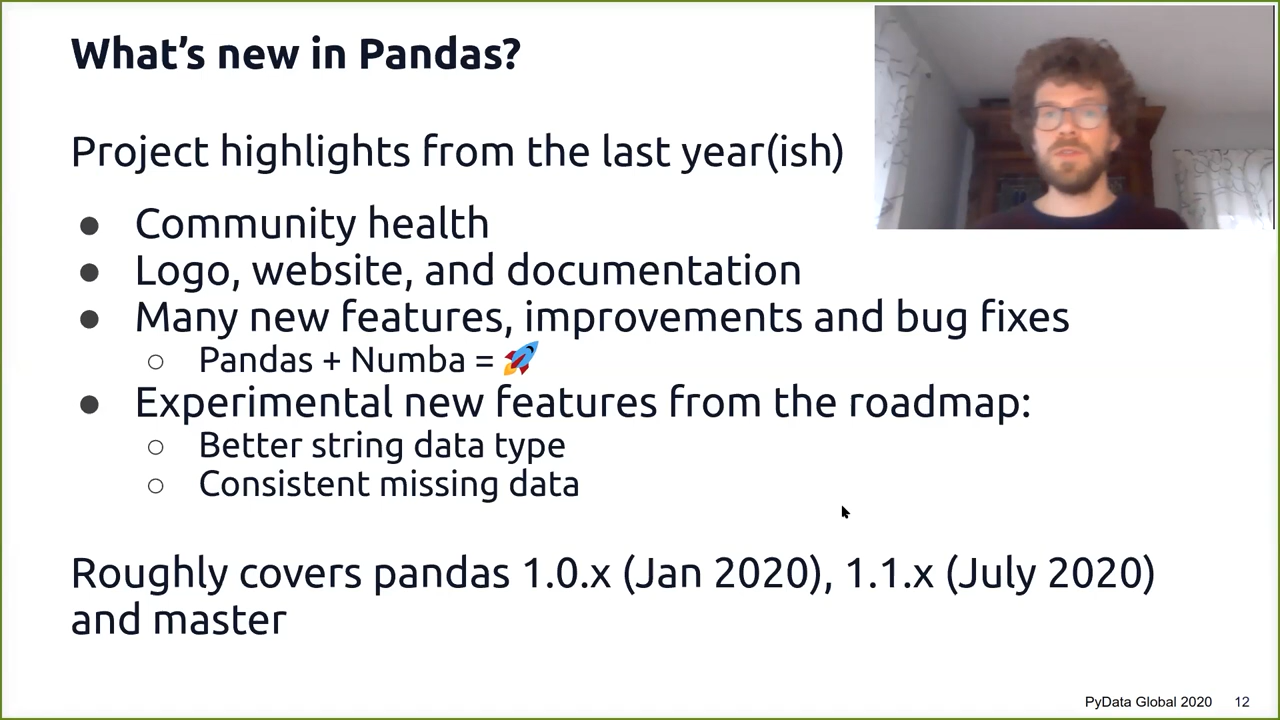 What's new in Pandas?
Project highlights from the last year(ish)
● Community health
● Logo, website, and documentation
● Many new features, improvements and bug fixes
○ Pandas + Numba = 🚀
● Experimental new features from the roadmap:
○ Better string data type
○ Consistent missing data
Roughly covers pandas 1.0.x (Jan 2020), 1.1.x (July 2020)
and master
PyData Global 2020 12